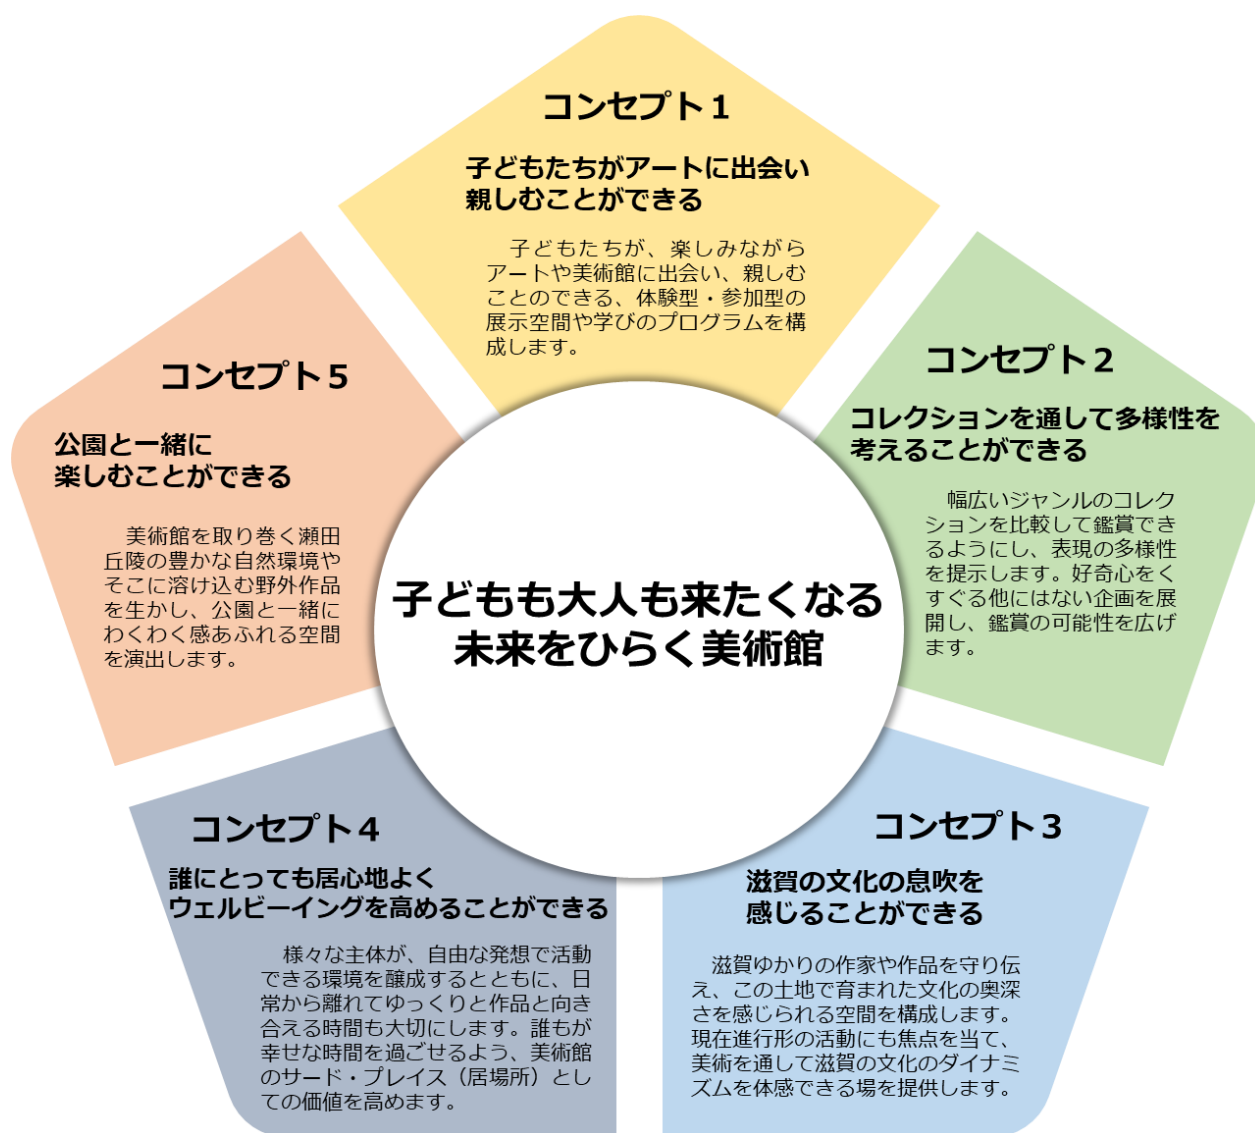 コンセプト１
子どもたちがアートに出会い
親しむことができる
子どもたちが、楽しみながら
アートや美術館に出会い、親しむ
ことのできる、体験型・参加型の
展示空間や学びのプログラムを構
成します。
コンセプト２
コレクションを通して多様性を
考えることができる
幅広いジャンルのコレク
ションを比較して鑑賞でき
るようにし、表現の多様性
を提示します。好奇心をく
すぐる他にはない企画を展
開し、鑑賞の可能性を広げ
ます。
コンセプト３
滋賀の文化の息吹を
感じることができる
滋賀ゆかりの作家や作品を守り伝
え、この土地で育まれた文化の奥深
さを感じられる空間を構成します。
現在進行形の活動にも焦点を当て、
美術を通して滋賀の文化のダイナミ
ズムを体感できる場を提供します。
コンセプト４
誰にとっても居心地よく
ウェルビーイングを高めることができる
様々な主体が、自由な発想で活動
できる環境を醸成するとともに、日
常から離れてゆっくりと作品と向き
合える時間も大切にします。誰もが
幸せな時間を過ごせるよう、美術館
のサード・プレイス（居場所）とし
ての価値を高めます。
コンセプト５
公園と一緒に
楽しむことができる
美術館を取り巻く瀬田
丘陵の豊かな自然環境や
そこに溶け込む野外作品
を生かし、公園と一緒に
わくわく感あふれる空間
を演出します。
子どもも大人も来たくなる
未来をひらく美術館